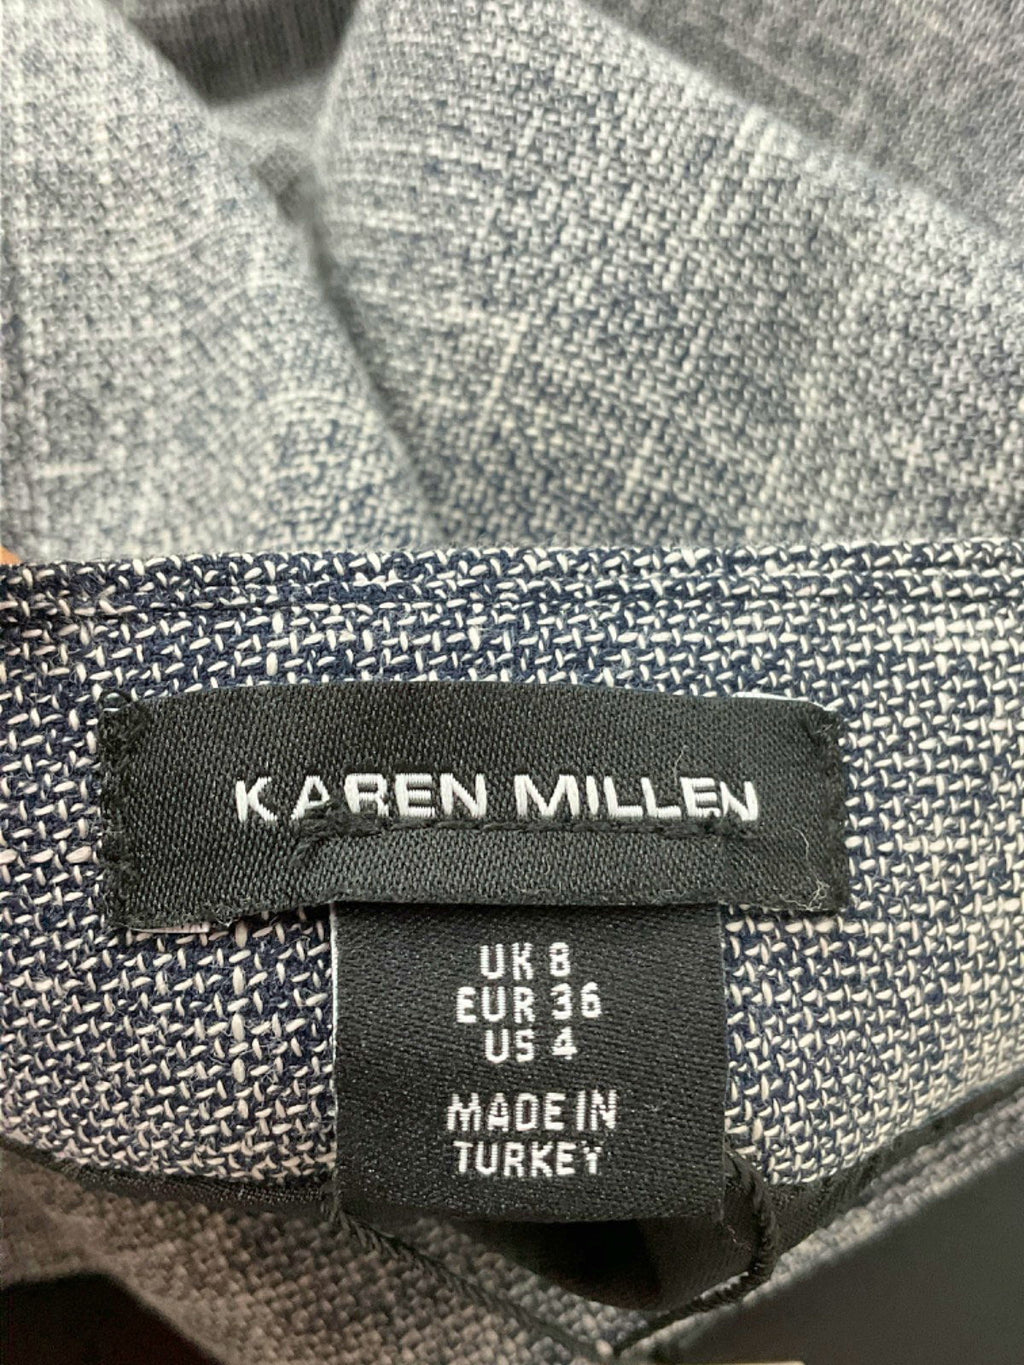 KAREN MILLEN
UK 8
EUR 36
US 4
MADE IN
TURKEY